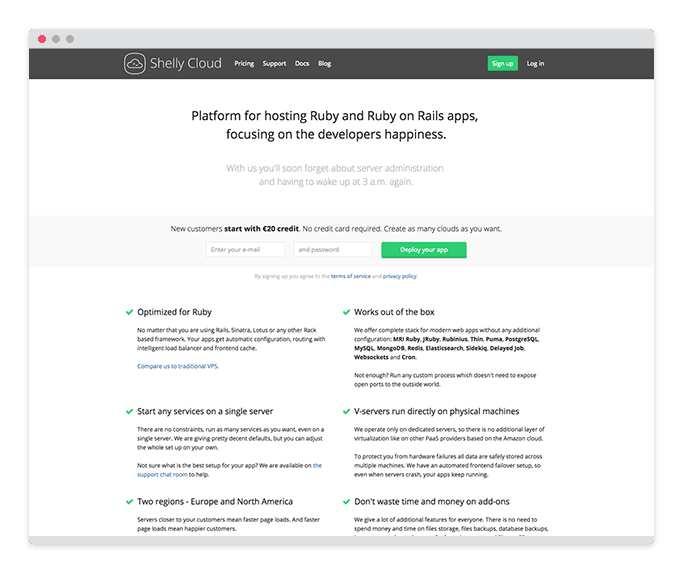 Shelly Cloud Pricing Support Docs Blog Sign up Log in
Platform for hosting Ruby and Ruby on Rails apps,
focusing on the developers happiness.
With us you'll soon forget about server administration
and having to wake up at 3 a.m. again.
New customers start with €20 credit. No credit card required. Create as many clouds as you want.
Enter your e-mail and password Deploy your app
By signing up you agree to the terms of service and privacy policy
Optimized for Ruby
No matter that you are using Rails, Sinatra, Lotus or any other Rack
based framework. Your apps get automatic configuration, routing with
intelligent load balancer and frontend cache.
Compare us to traditional VPS.
Works out of the box
We offer complete stack for modern web apps without any additional
configuration: MRI Ruby, JRuby, Rubinius, Thin, Puma, PostgreSQL,
MySQL, MongoDB, Redis, Elasticsearch, Sidekiq, Delayed Job,
Websockets and Cron.
Not enough? Run any custom process which doesn't need to expose
open ports to the outside world.
Start any services on a single server
There are no constraints, run as many services as you want, even on a
single server. We are giving pretty decent defaults, but you can adjust
the whole set up on your own.
Not sure what is the best setup for your app? We are available on the
support chat room to help.
V-servers run directly on physical machines
We operate only on dedicated servers, so there is no additional layer of
virtualization like on other PaaS providers based on the Amazon cloud.
To protect you from hardware failures all data are safely stored across
multiple machines. We have an automated frontend failover setup, so
even when servers crash, your apps keep running.
Two regions - Europe and North America
Servers closer to your customers mean faster page loads. And faster
page loads mean happier customers.
Don't waste time and money on add-ons
We give a lot of additional features for everyone. There is no need to
spend money and time on files storage, files backups, database backups,